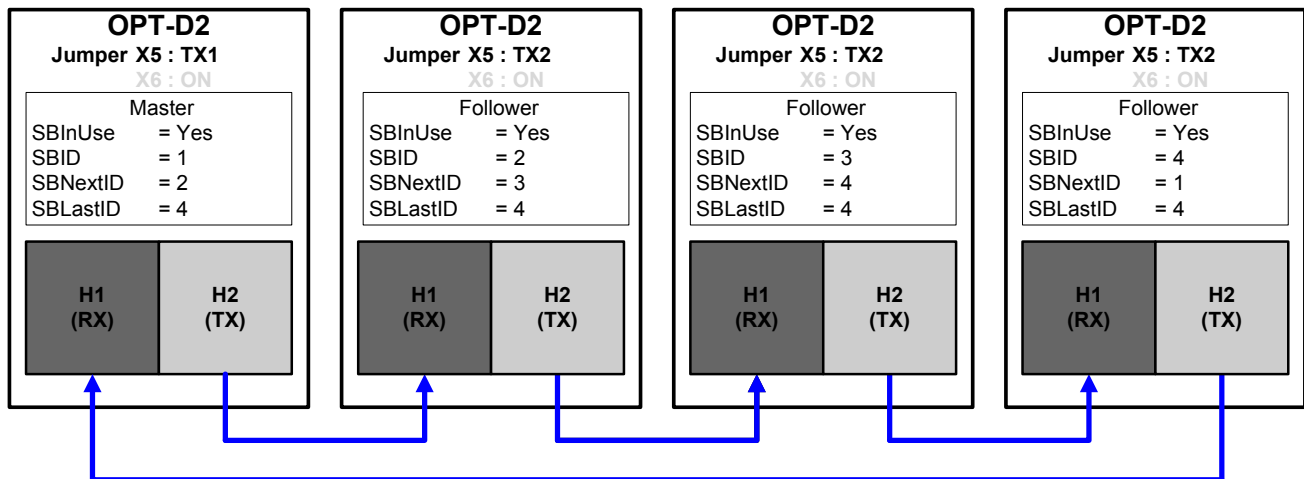 OPT-D2
Jumper X5 : TX1
X6 : ON
Master
SBInUse = Yes
SBID = 1
SBNextID = 2
SBLastID = 4
H1
(RX)
H2
(TX)
OPT-D2
Jumper X5 : TX2
X6 : ON
Follower
SBInUse = Yes
SBID = 2
SBNextID = 3
SBLastID = 4
H1
(RX)
H2
(TX)
OPT-D2
Jumper X5 : TX2
X6 : ON
Follower
SBInUse = Yes
SBID = 3
SBNextID = 4
SBLastID = 4
H1
(RX)
H2
(TX)
OPT-D2
Jumper X5 : TX2
X6 : ON
Follower
SBInUse = Yes
SBID = 4
SBNextID = 1
SBLastID = 4
H1
(RX)
H2
(TX)